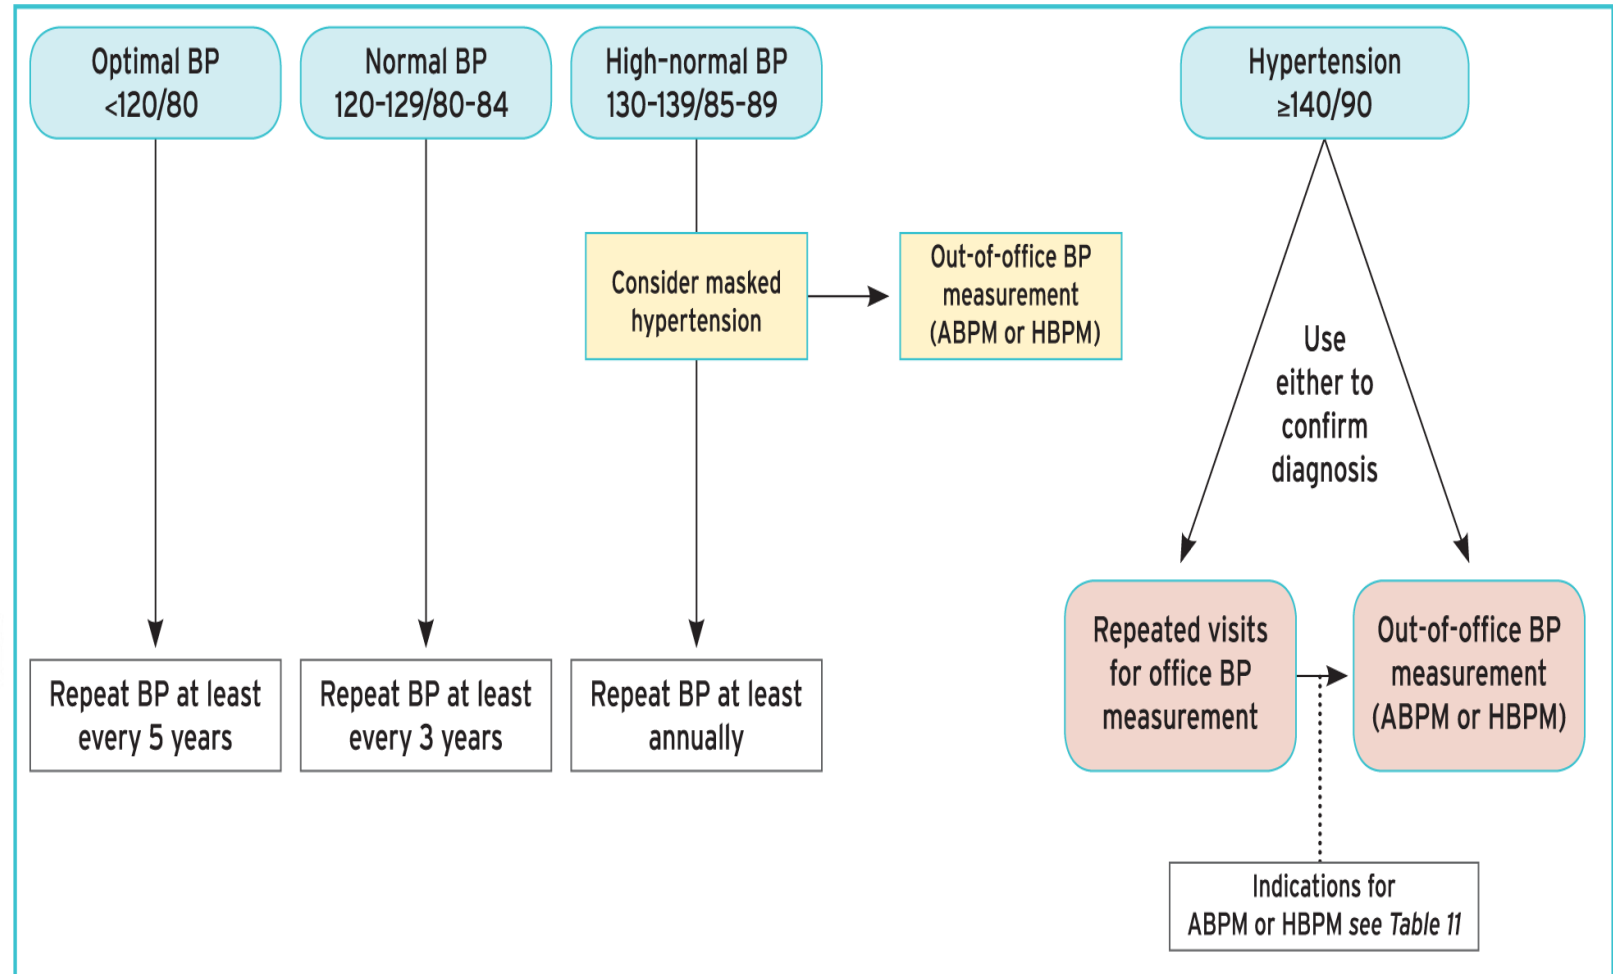 Optimal BP
<120/80
Normal BP
120-129/80-84
High-normal BP
130-139/85-89
Hypertension
≥140/90
Consider masked
hypertension
Out-of-office BP
measurement
(ABPM or HBPM)
Use
either to
confirm
diagnosis
Repeat BP at least
every 5 years
Repeat BP at least
every 3 years
Repeat BP at least
annually
Repeated visits
for office BP
measurement
Out-of-office BP
measurement
(ABPM or HBPM)
Indications for
ABPM or HBPM see Table 11